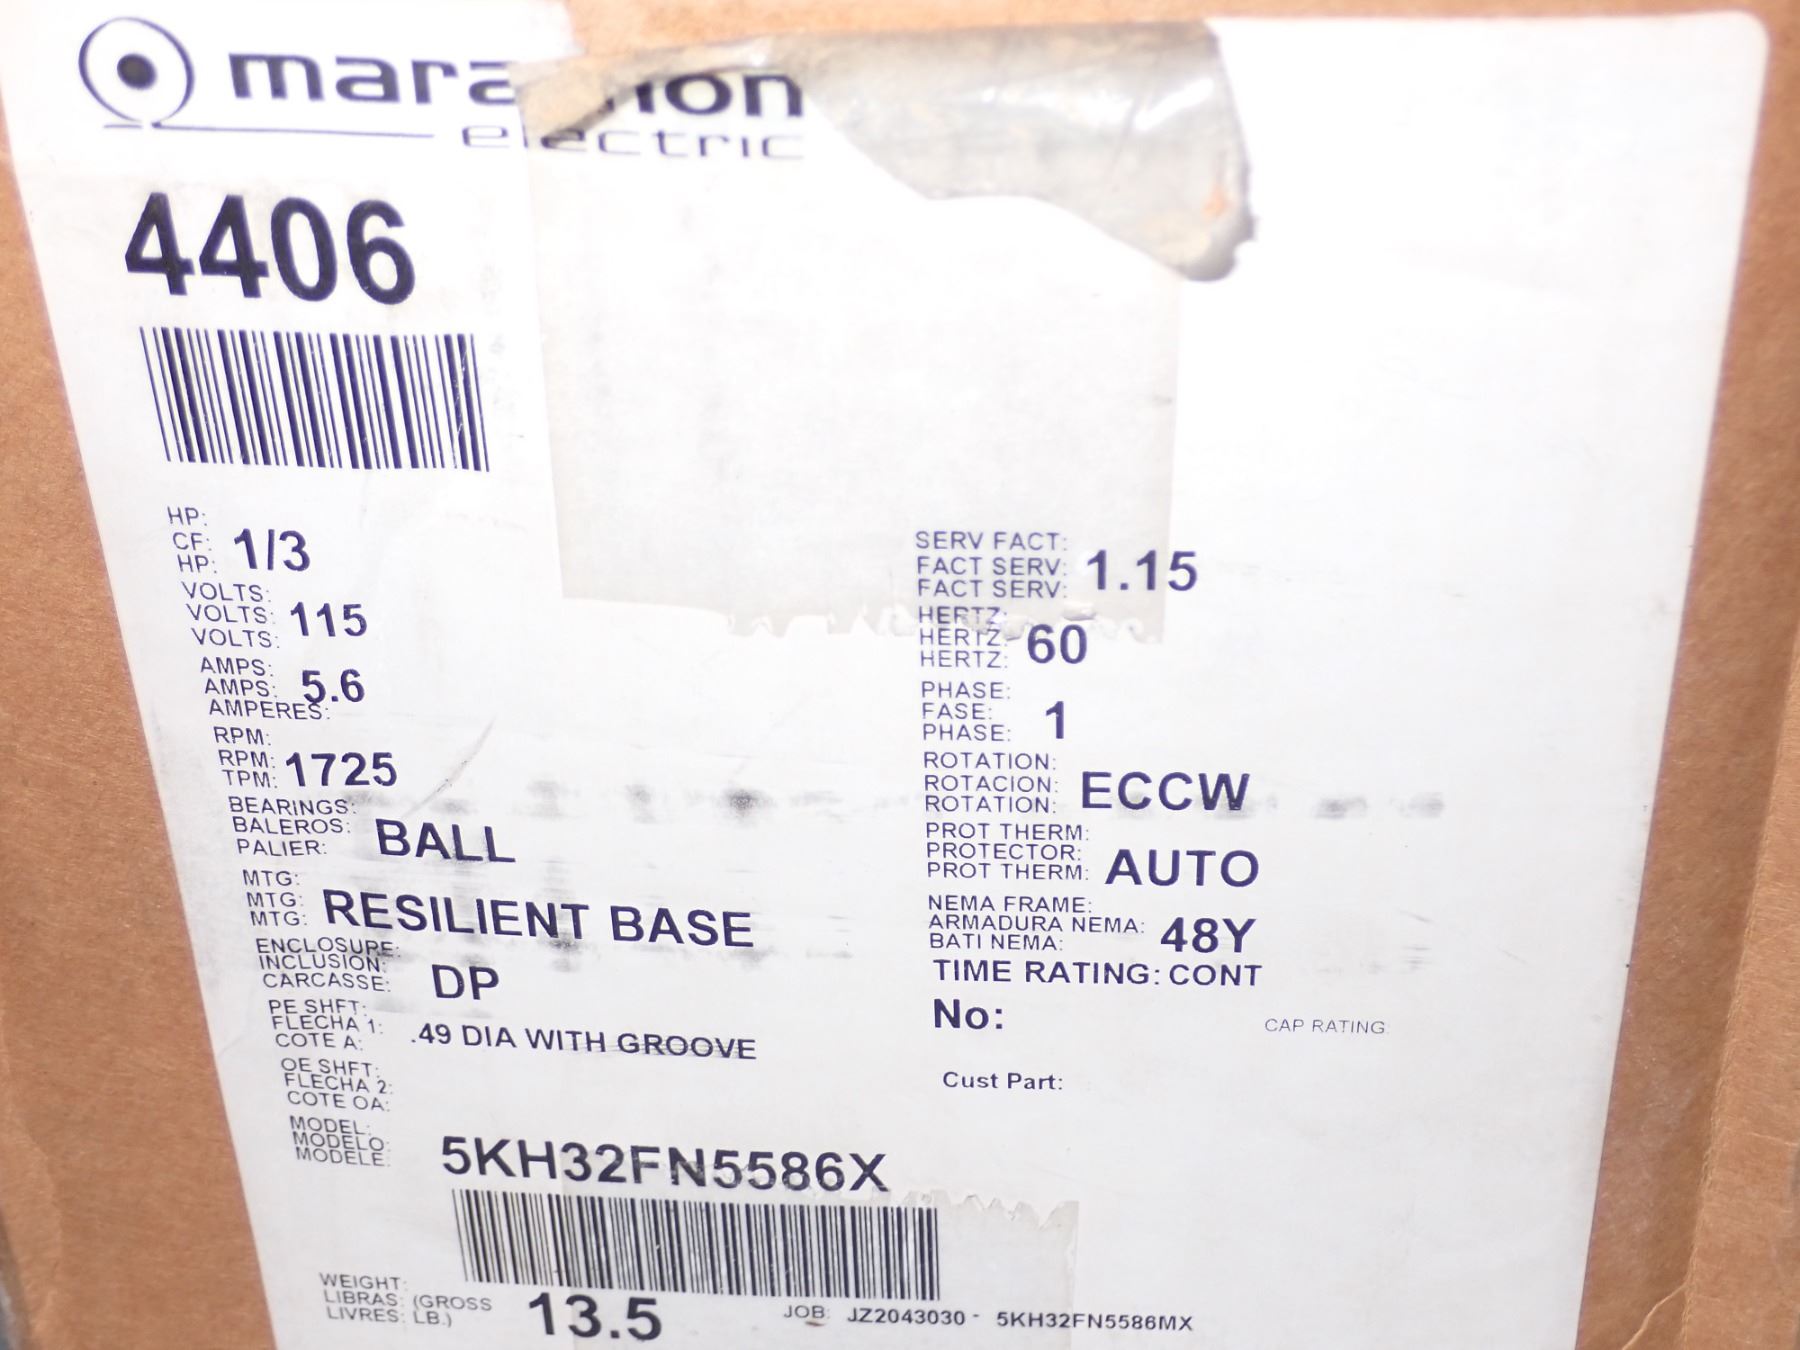 mara hon
electric
4406
HP:
CF: 1/3
HP:
VOLTS:
VOLTS: 115
VOLTS:
AMPS:
AMPS: 5.6
AMPERES:
RPM:
RPM: 1725
TPM:
BEARINGS:
BALEROS: BALL
PALIER:
MTG:
MTG: RESILIENT BASE
MTG:
ENCLOSURE:
INCLUSION: DP
CARCASSE:
PE SHFT:
FLECHA 1: .49 DIA WITH GROOVE
COTE A:
OE SHFT:
FLECHA 2:
COTE OA:
MODEL:
MODELO: 5KH32FN5586X
MODELE:
WEIGHT:
LIBRAS: (GROSS 13.5
LIVRES: LB.)
SERV FACT:
FACT SERV: 1.15
FACT SERV:
HERTZ:
HERTZ: 60
HERTZ:
PHASE:
FASE: 1
PHASE:
ROTATION:
ROTACION: ECCW
ROTATION:
PROT THERM:
PROTECTOR: AUTO
PROT THERM:
NEMA FRAME:
ARMADURA NEMA: 48Y
BATI NEMA:
TIME RATING: CONT
No: CAP RATING:
Cust Part:
JOB: JZ2043030 - 5KH32FN5586MX